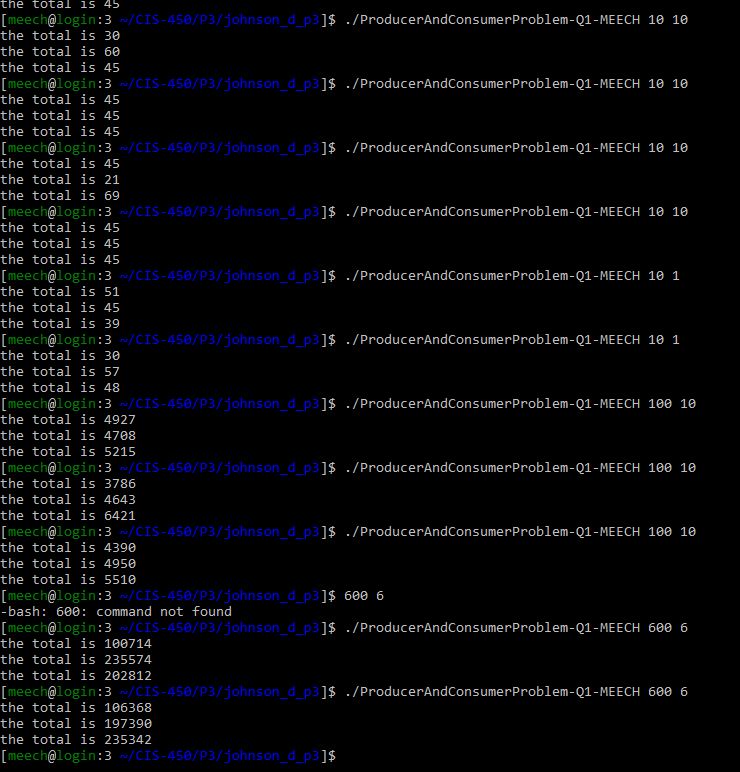 the total is 45
[meech@login:3 ~/CIS-450/P3/johnson_d_p3]$ ./ProducerAndConsumerProblem-Q1-MEECH 10 10
the total is 30
the total is 60
the total is 45
[meech@login:3 ~/CIS-450/P3/johnson_d_p3]$ ./ProducerAndConsumerProblem-Q1-MEECH 10 10
the total is 45
the total is 45
the total is 45
[meech@login:3 ~/CIS-450/P3/johnson_d_p3]$ ./ProducerAndConsumerProblem-Q1-MEECH 10 10
the total is 45
the total is 21
the total is 69
[meech@login:3 ~/CIS-450/P3/johnson_d_p3]$ ./ProducerAndConsumerProblem-Q1-MEECH 10 10
the total is 45
the total is 45
the total is 45
[meech@login:3 ~/CIS-450/P3/johnson_d_p3]$ ./ProducerAndConsumerProblem-Q1-MEECH 10 1
the total is 51
the total is 45
the total is 39
[meech@login:3 ~/CIS-450/P3/johnson_d_p3]$ ./ProducerAndConsumerProblem-Q1-MEECH 10 1
the total is 30
the total is 57
the total is 48
[meech@login:3 ~/CIS-450/P3/johnson_d_p3]$ ./ProducerAndConsumerProblem-Q1-MEECH 100 10
the total is 4927
the total is 4708
the total is 5215
[meech@login:3 ~/CIS-450/P3/johnson_d_p3]$ ./ProducerAndConsumerProblem-Q1-MEECH 100 10
the total is 3786
the total is 4643
the total is 6421
[meech@login:3 ~/CIS-450/P3/johnson_d_p3]$ ./ProducerAndConsumerProblem-Q1-MEECH 100 10
the total is 4390
the total is 4950
the total is 5510
[meech@login:3 ~/CIS-450/P3/johnson_d_p3]$ 600 6
-bash: 600: command not found
[meech@login:3 ~/CIS-450/P3/johnson_d_p3]$ ./ProducerAndConsumerProblem-Q1-MEECH 600 6
the total is 100714
the total is 235574
the total is 202812
[meech@login:3 ~/CIS-450/P3/johnson_d_p3]$ ./ProducerAndConsumerProblem-Q1-MEECH 600 6
the total is 106368
the total is 197390
the total is 235342
[meech@login:3 ~/CIS-450/P3/johnson_d_p3]$